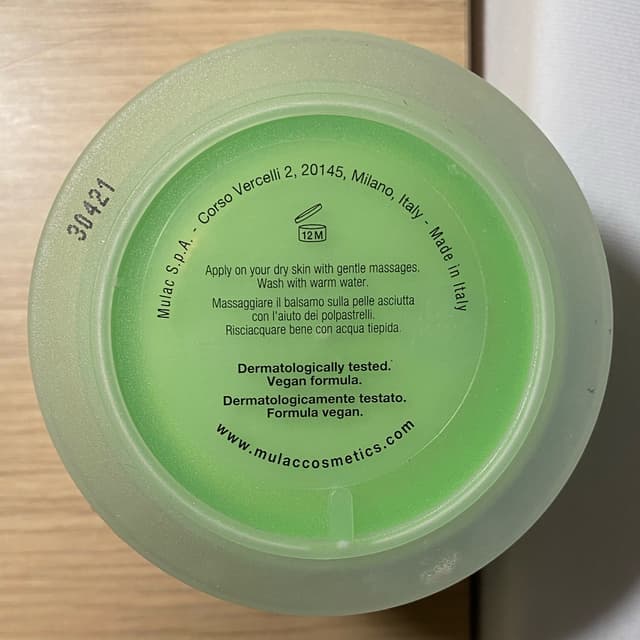 30421
Mulac S.p.A. - Corso Vercelli 2, 20145, Milano, Italy - Made in Italy
12M
Apply on your dry skin with gentle massages.
Wash with warm water.
Massaggiare il balsamo sulla pelle asciutta
con l'aiuto dei polpastrelli.
Risciacquare bene con acqua tiepida.
Dermatologically tested.
Vegan formula.
Dermatologicamente testato.
Formula vegan.
www.mulaccosmetics.com